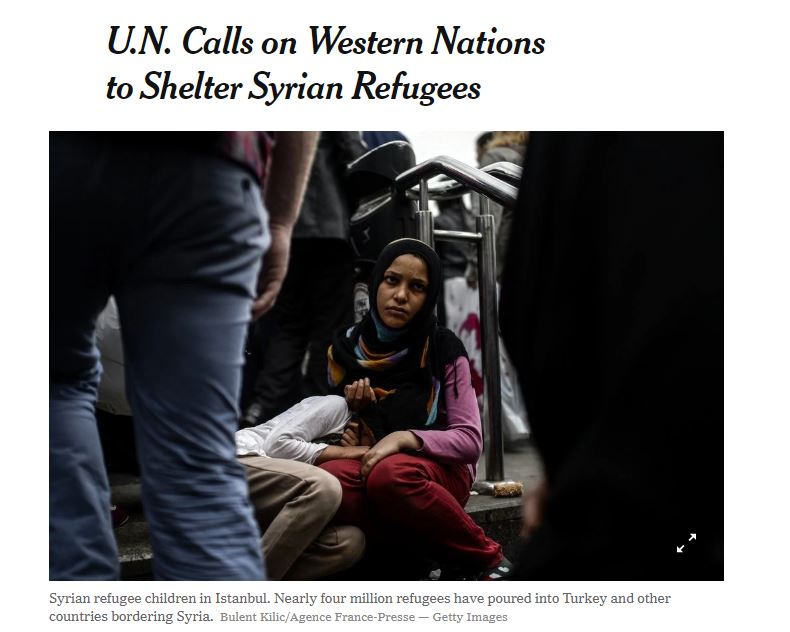 U.N. Calls on Western Nations
to Shelter Syrian Refugees
Syrian refugee children in Istanbul. Nearly four million refugees have poured into Turkey and other
countries bordering Syria. Bulent Kilic/Agence France-Presse — Getty Images